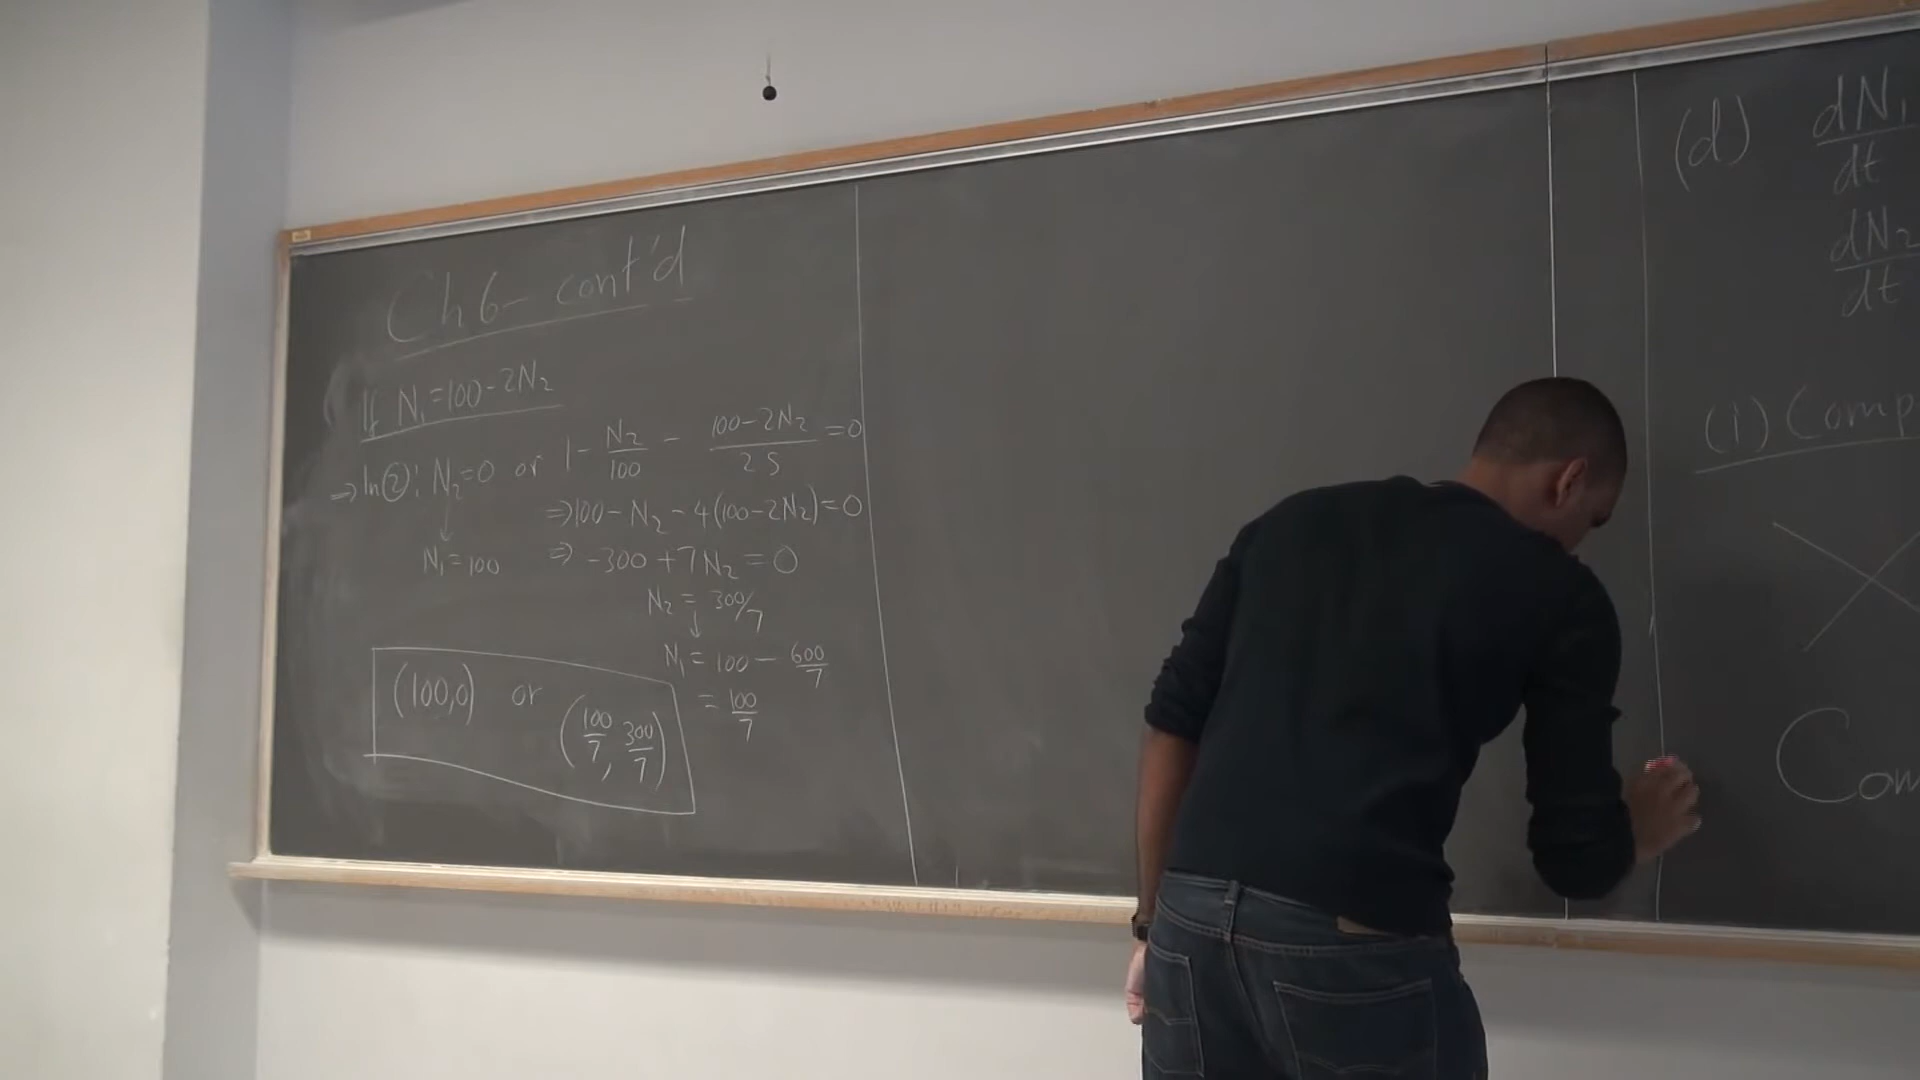 Ch 6- cont'd
If N₁=100-2N₂
⇒ In ②: N₂=0 or 1 - N₂/100 - (100-2N₂)/25 =0
⇒100-N₂-4(100-2N₂)=0
↓
N₁=100 ⇒ -300+7N₂=0
N₂ = 300/7
↓
N₁ = 100 - 600/7
= 100/7
(100,0) or (100/7, 300/7)
(d) dN₁/dt
dN₂/dt
(i) Comp
Com